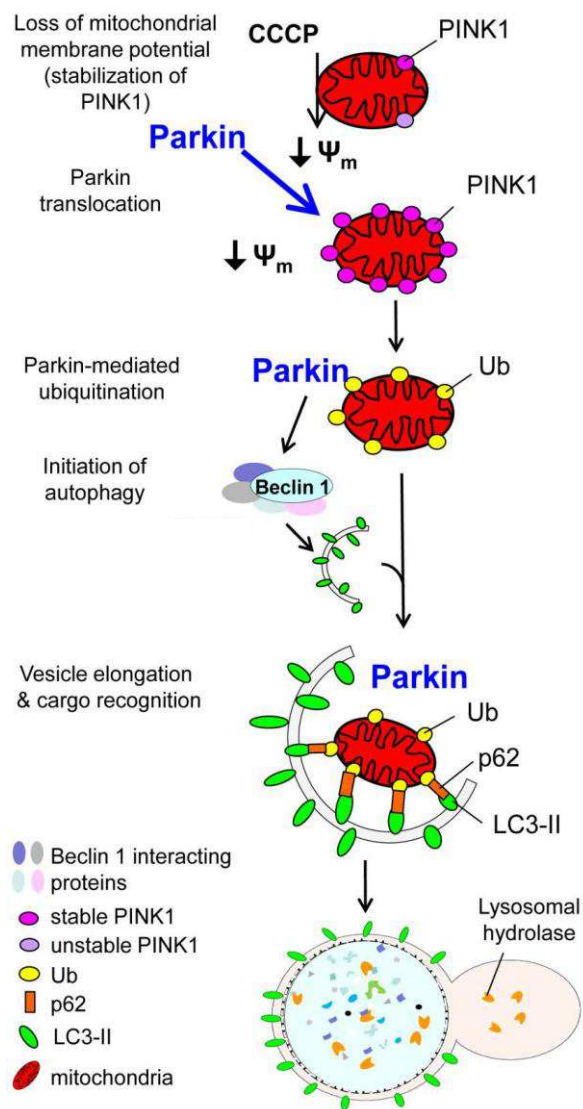 Loss of mitochondrial
membrane potential
(stabilization of
PINK1)
CCCP
PINK1
Parkin
↓ Ψm
Parkin
translocation
PINK1
↓ Ψm
Parkin-mediated
ubiquitination
Parkin
Ub
Initiation of
autophagy
Beclin 1
Vesicle elongation
& cargo recognition
Parkin
Ub
p62
LC3-II
Beclin 1 interacting
proteins
stable PINK1
unstable PINK1
Ub
p62
LC3-II
mitochondria
Lysosomal
hydrolase